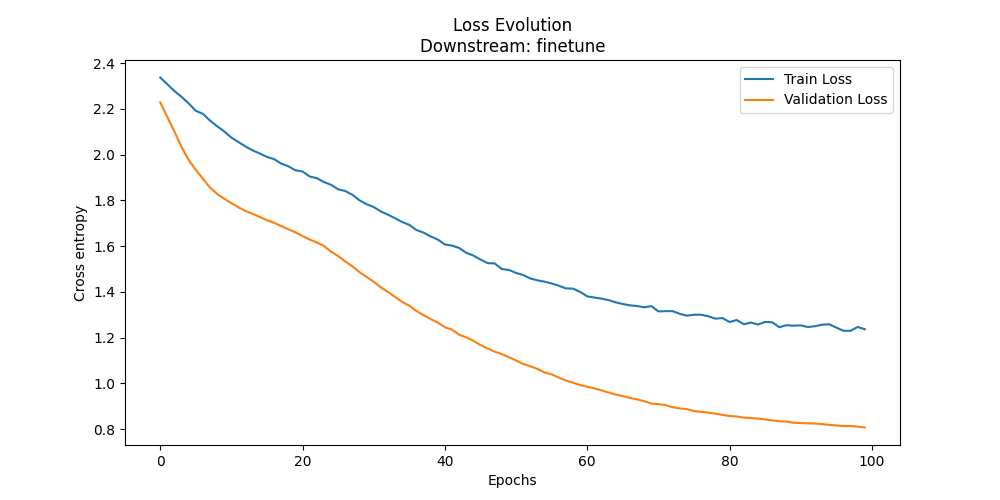 Loss Evolution
Downstream: finetune
Train Loss
Validation Loss
2.4
2.2
2.0
1.8
1.6
1.4
1.2
1.0
0.8
Cross entropy
0 20 40 60 80 100
Epochs